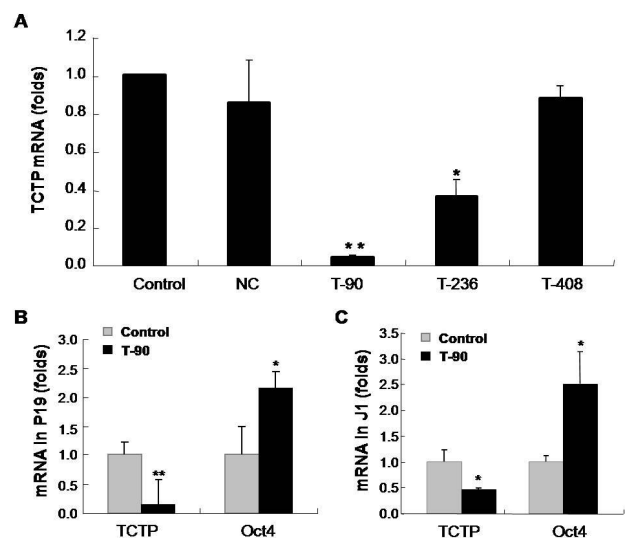 A
TCTP mRNA (folds)
1.2
1.0
0.8
0.6
0.4
0.2
0.0
* *
*
Control NC T-90 T-236 T-408
B
mRNA in P19 (folds)
3.0
2.5
2.0
1.0
1.0
0.5
0.0
Control
T-90
**
*
TCTP Oct4
C
mRNA in J1 (folds)
3.5
3.0
2.5
2.0
1.5
1.0
0.5
0.0
Control
T-90
*
*
TCTP Oct4